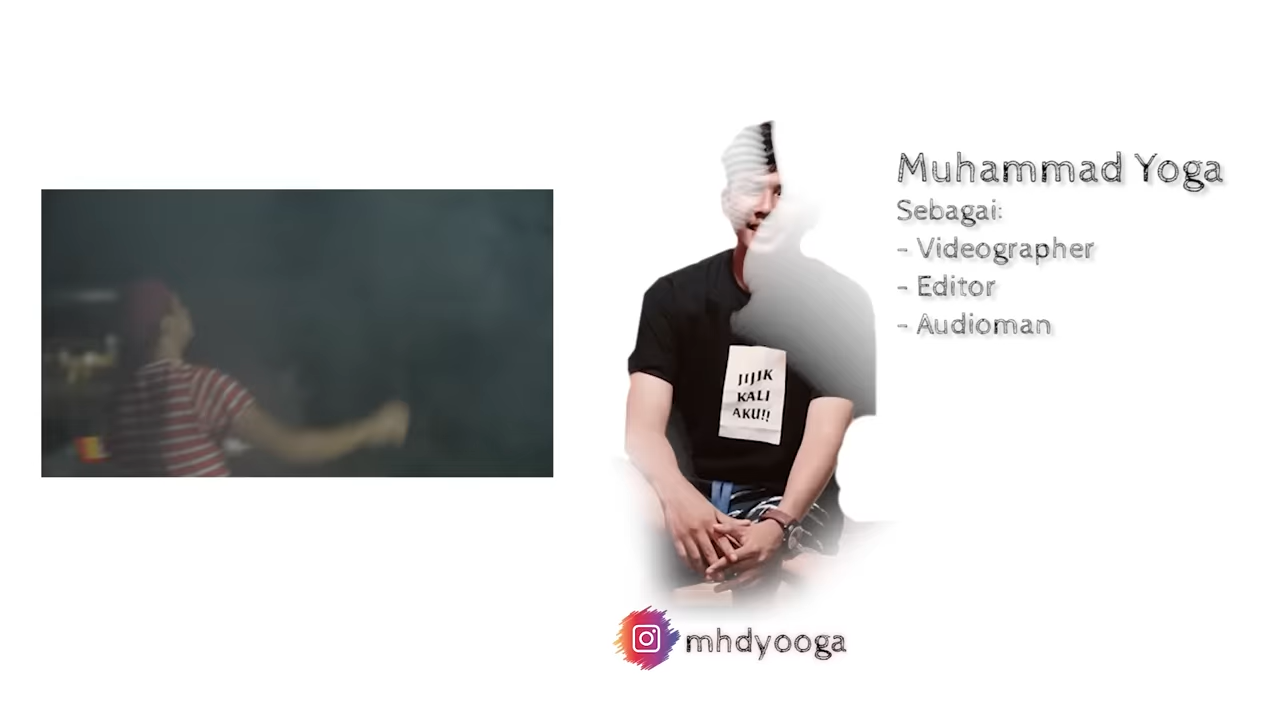 Muhammad Yoga
Sebagai:
- Videographer
- Editor
- Audioman
JIJIK
KALI
AKU!!
mhdyooga